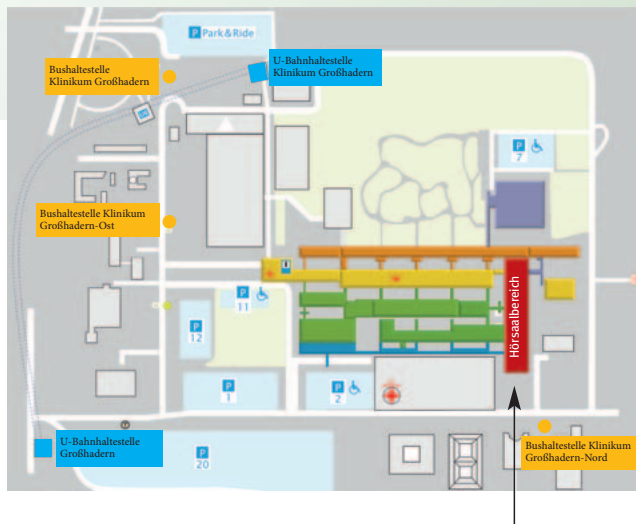 P Park&Ride
Bushaltestelle
Klinikum Großhadern
U-Bahnhaltestelle
Klinikum Großhadern
P
7
Bushaltestelle Klinikum
Großhadern-Ost
P
11
P
12
P
1
P
2
Hörsaalbereich
U-Bahnhaltestelle
Großhadern
P
20
Bushaltestelle Klinikum
Großhadern-Nord